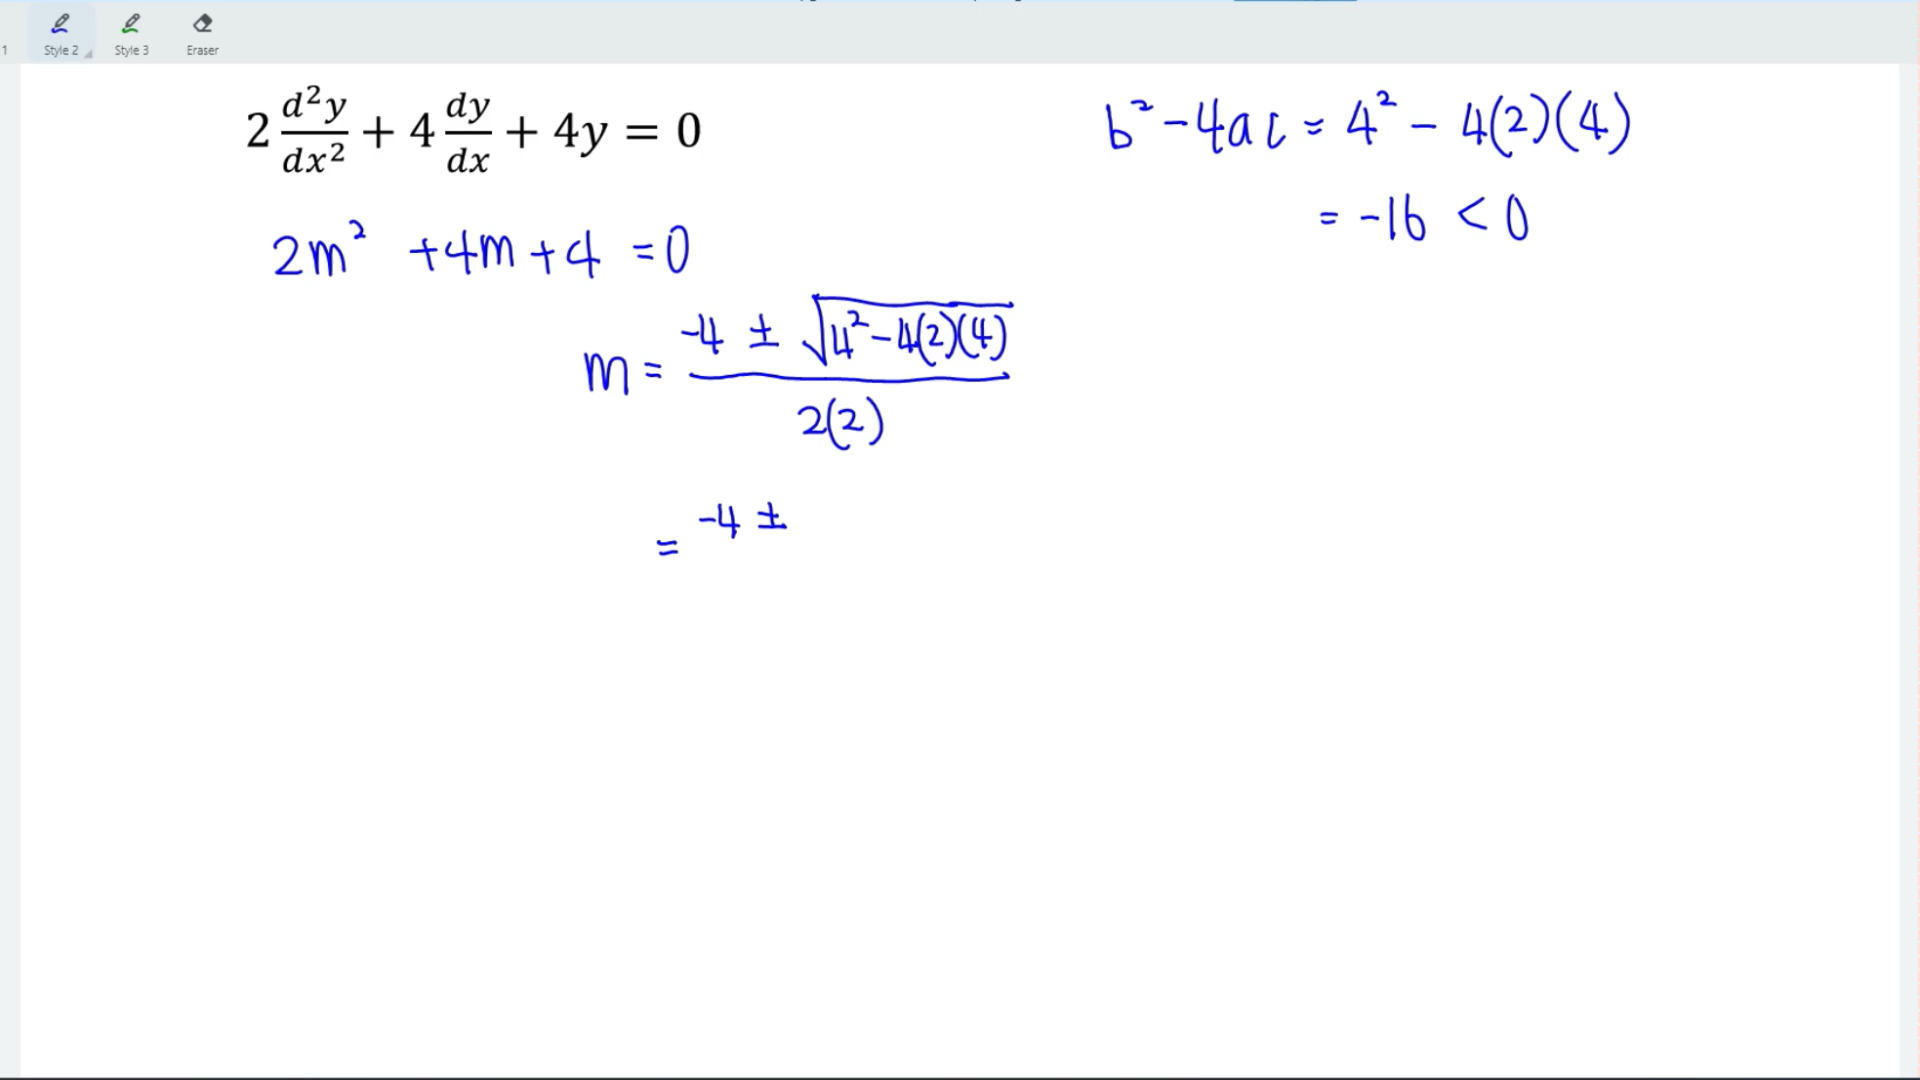 1 Style 2 Style 3 Eraser
2 d²y/dx² + 4 dy/dx + 4y = 0
b² - 4ac = 4² - 4(2)(4)
= -16 < 0
2m² + 4m + 4 = 0
m = (-4 ± √(4² - 4(2)(4)))/2(2)
= -4 ±